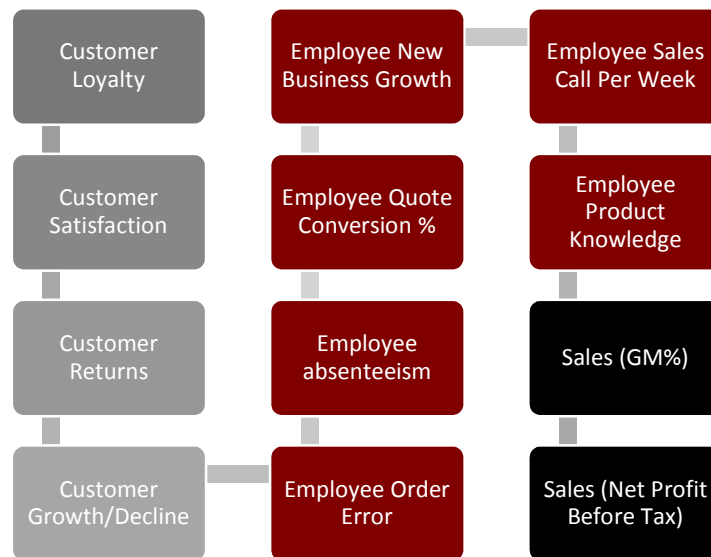 Customer
Loyalty
Customer
Satisfaction
Customer
Returns
Customer
Growth/Decline
Employee Order
Error
Employee
absenteeism
Employee Quote
Conversion %
Employee New
Business Growth
Employee Sales
Call Per Week
Employee
Product
Knowledge
Sales (GM%)
Sales (Net Profit
Before Tax)